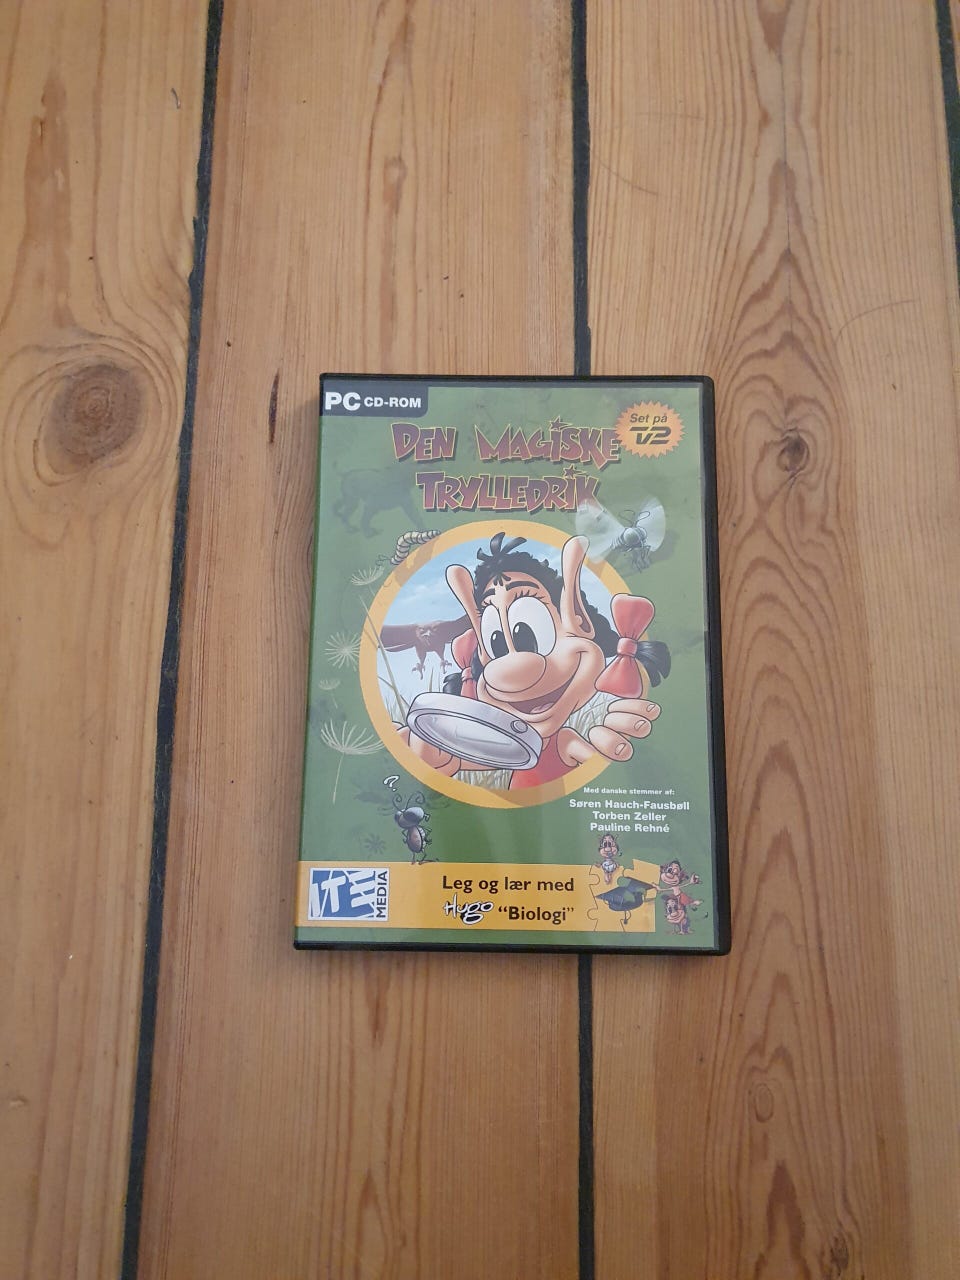 PC CD-ROM
Set på
TV2
DEN MAGISKE
TRYLLEDRIK
?
Med danske stemmer af:
Søren Hauch-Fausbøll
Torben Zeller
Pauline Rehné
ITE
MEDIA
Leg og lær med
Hugo "Biologi"